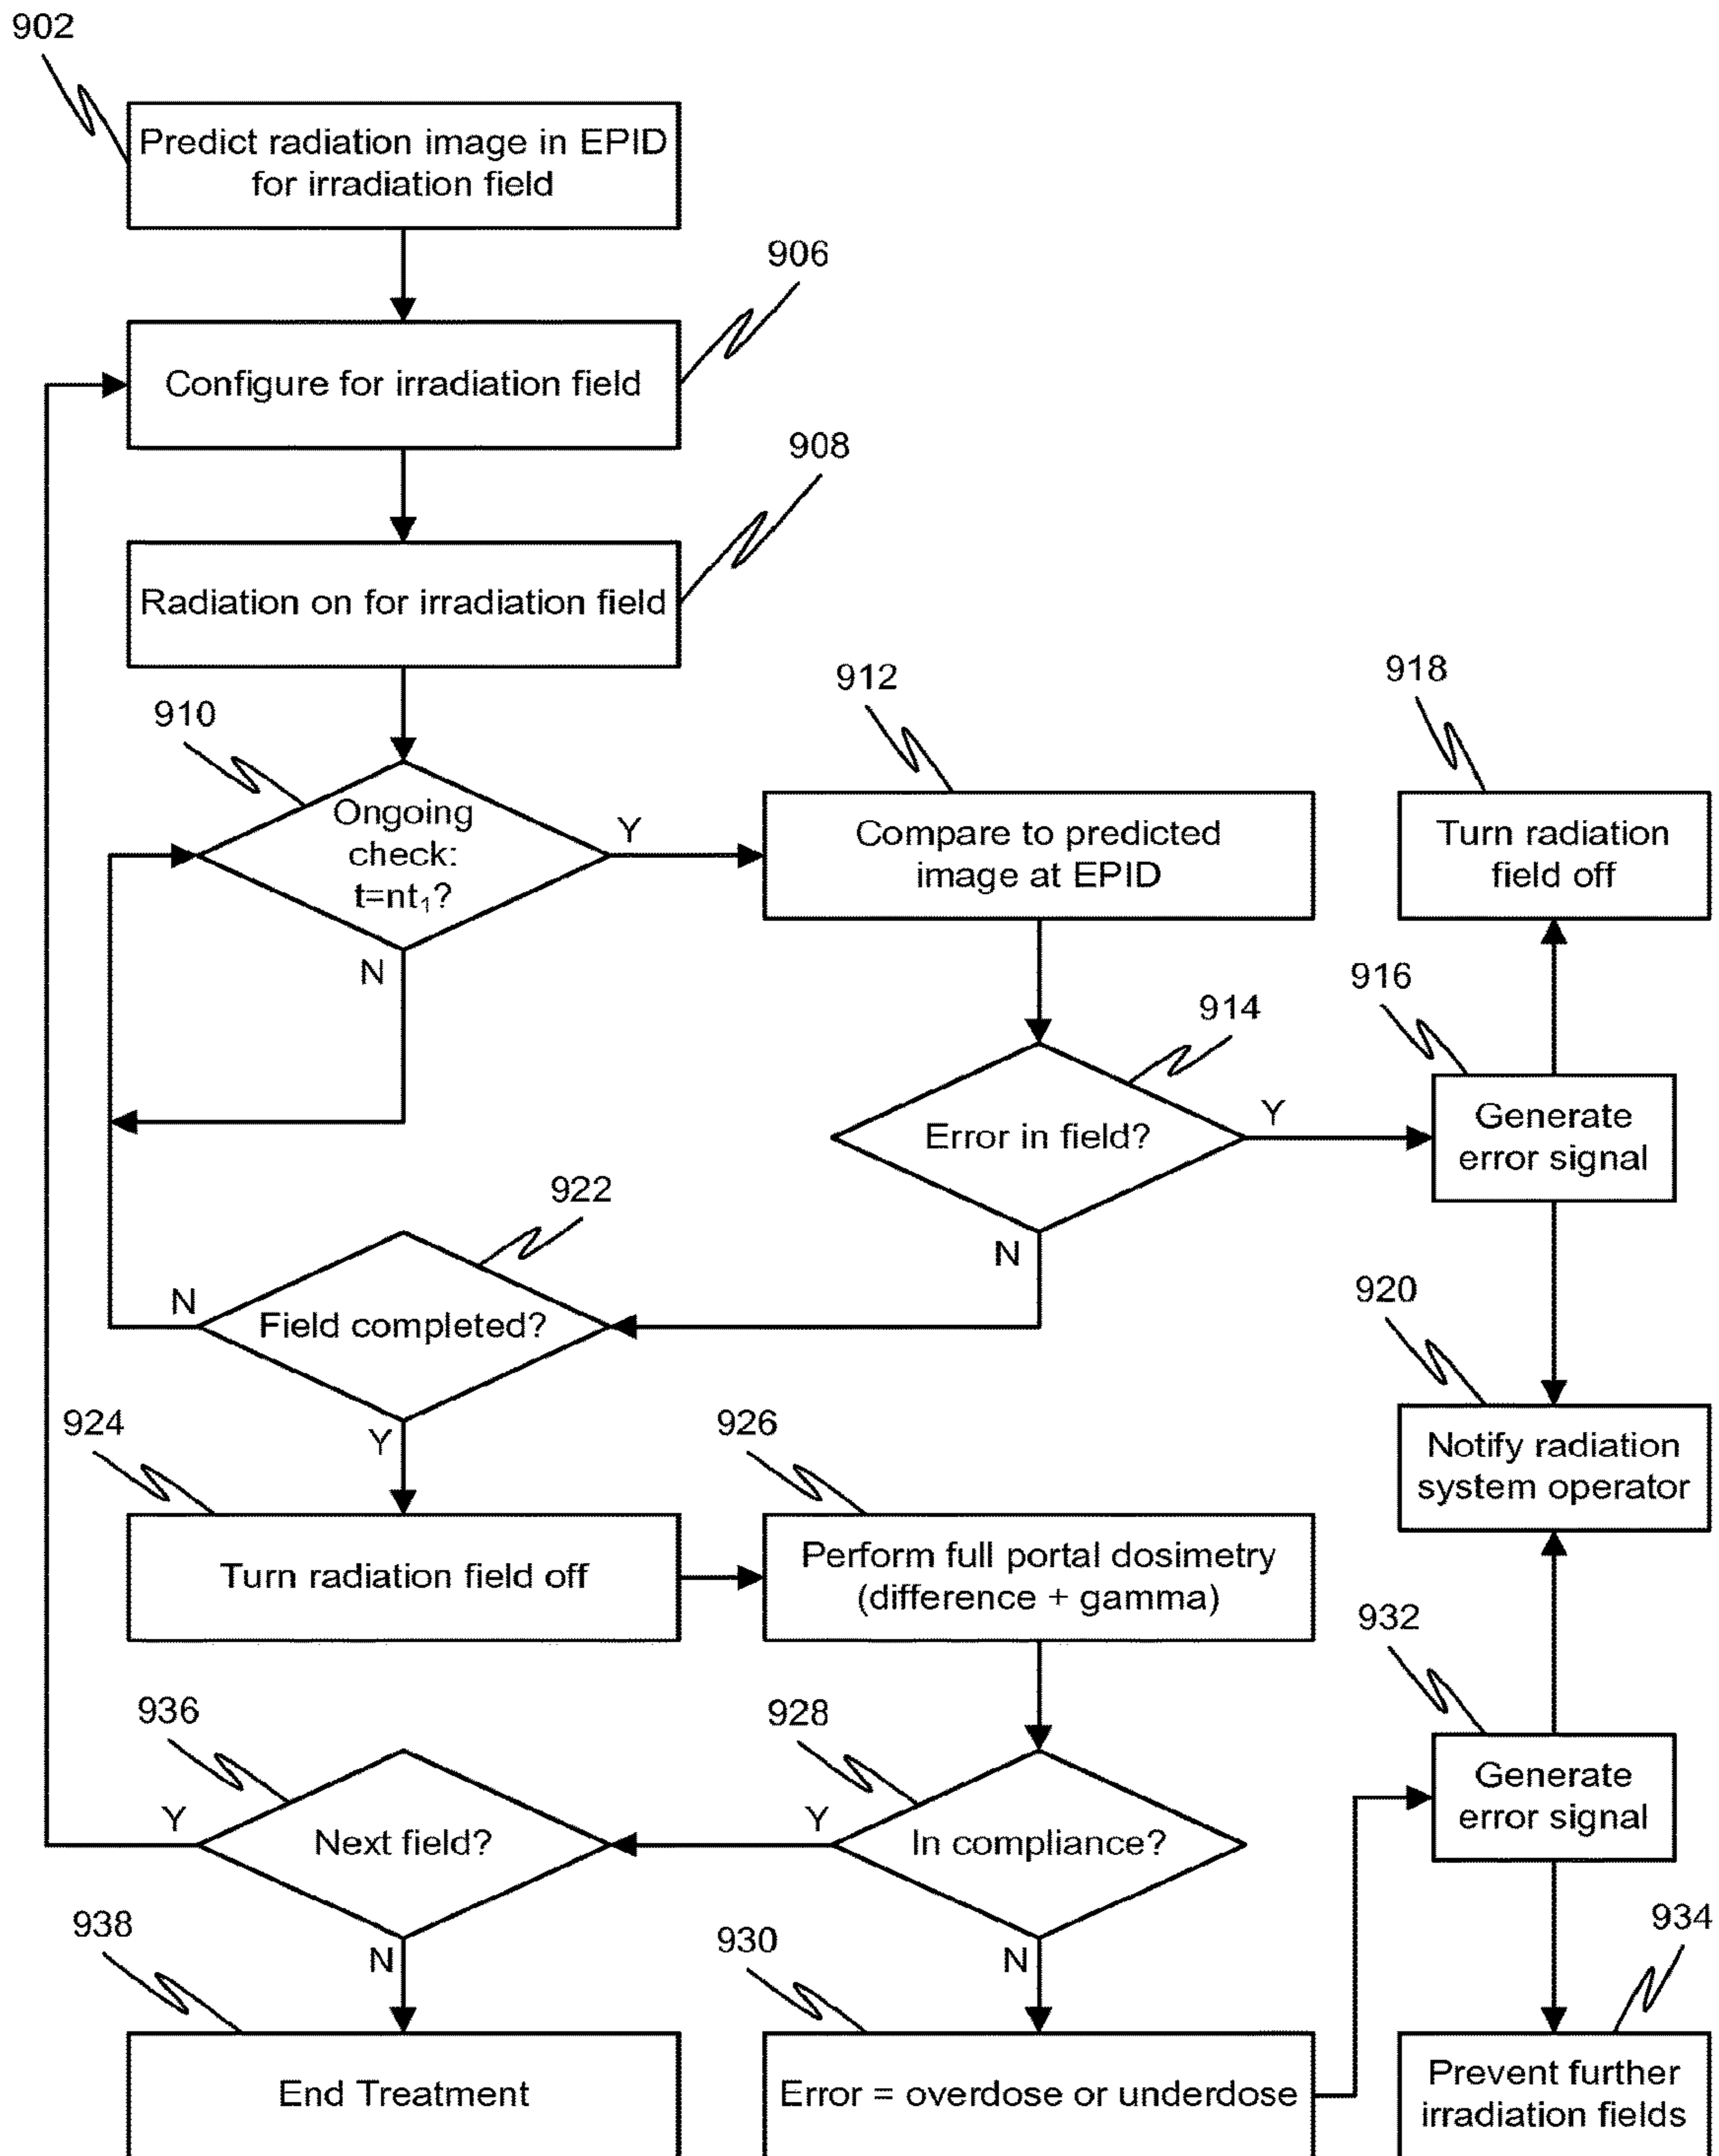 902
Predict radiation image in EPID
for irradiation field
906
Configure for irradiation field
908
Radiation on for irradiation field
910
Ongoing
check:
t=nt₁?
Y
N
912
Compare to predicted
image at EPID
918
Turn radiation
field off
914
Error in field?
Y
N
916
Generate
error signal
922
Field completed?
N
Y
920
Notify radiation
system operator
924
Turn radiation field off
926
Perform full portal dosimetry
(difference + gamma)
928
In compliance?
Y
N
932
Generate
error signal
936
Next field?
Y
N
938
End Treatment
930
Error = overdose or underdose
934
Prevent further
irradiation fields